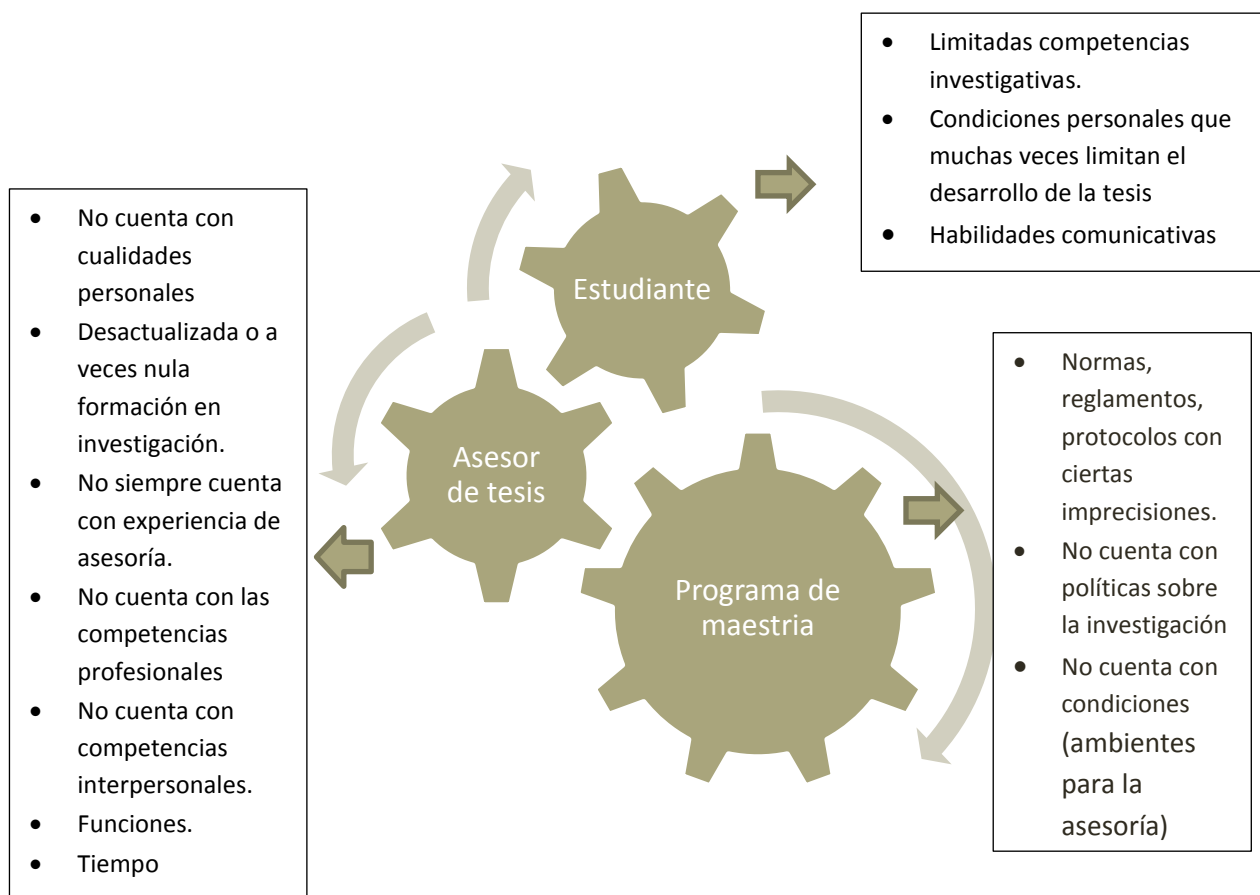 • Limitadas competencias
investigativas.
• Condiciones personales que
muchas veces limitan el
desarrollo de la tesis
• Habilidades comunicativas
• No cuenta con
cualidades
personales
• Desactualizada o a
veces nula
formación en
investigación.
• No siempre cuenta
con experiencia de
asesoría.
• No cuenta con las
competencias
profesionales
• No cuenta con
competencias
interpersonales.
• Funciones.
• Tiempo
Estudiante
Asesor
de tesis
Programa de
maestria
• Normas,
reglamentos,
protocolos con
ciertas
imprecisiones.
• No cuenta con
políticas sobre
la investigación
• No cuenta con
condiciones
(ambientes
para la
asesoría)